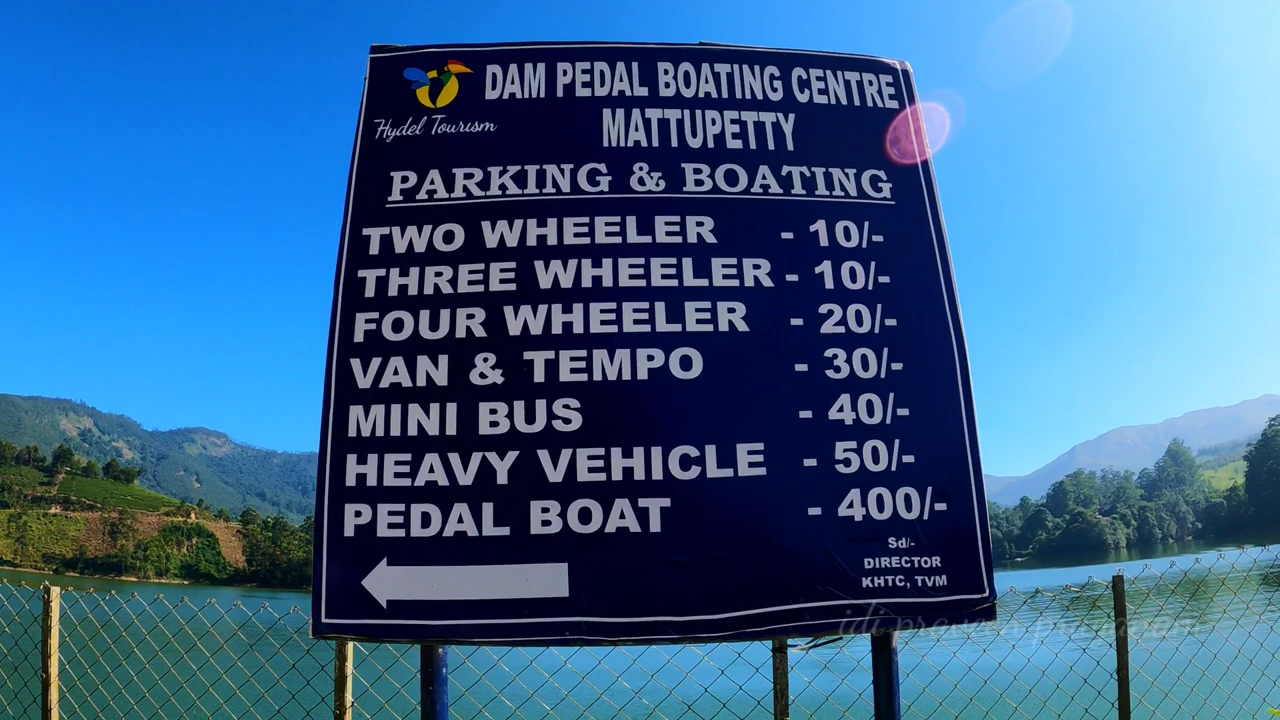 DAM PEDAL BOATING CENTRE
Hydel Tourism
MATTUPETTY
PARKING & BOATING
TWO WHEELER - 10/-
THREE WHEELER - 10/-
FOUR WHEELER - 20/-
VAN & TEMPO - 30/-
MINI BUS - 40/-
HEAVY VEHICLE - 50/-
PEDAL BOAT - 400/-
Sd/-
DIRECTOR
KHTC, TVM